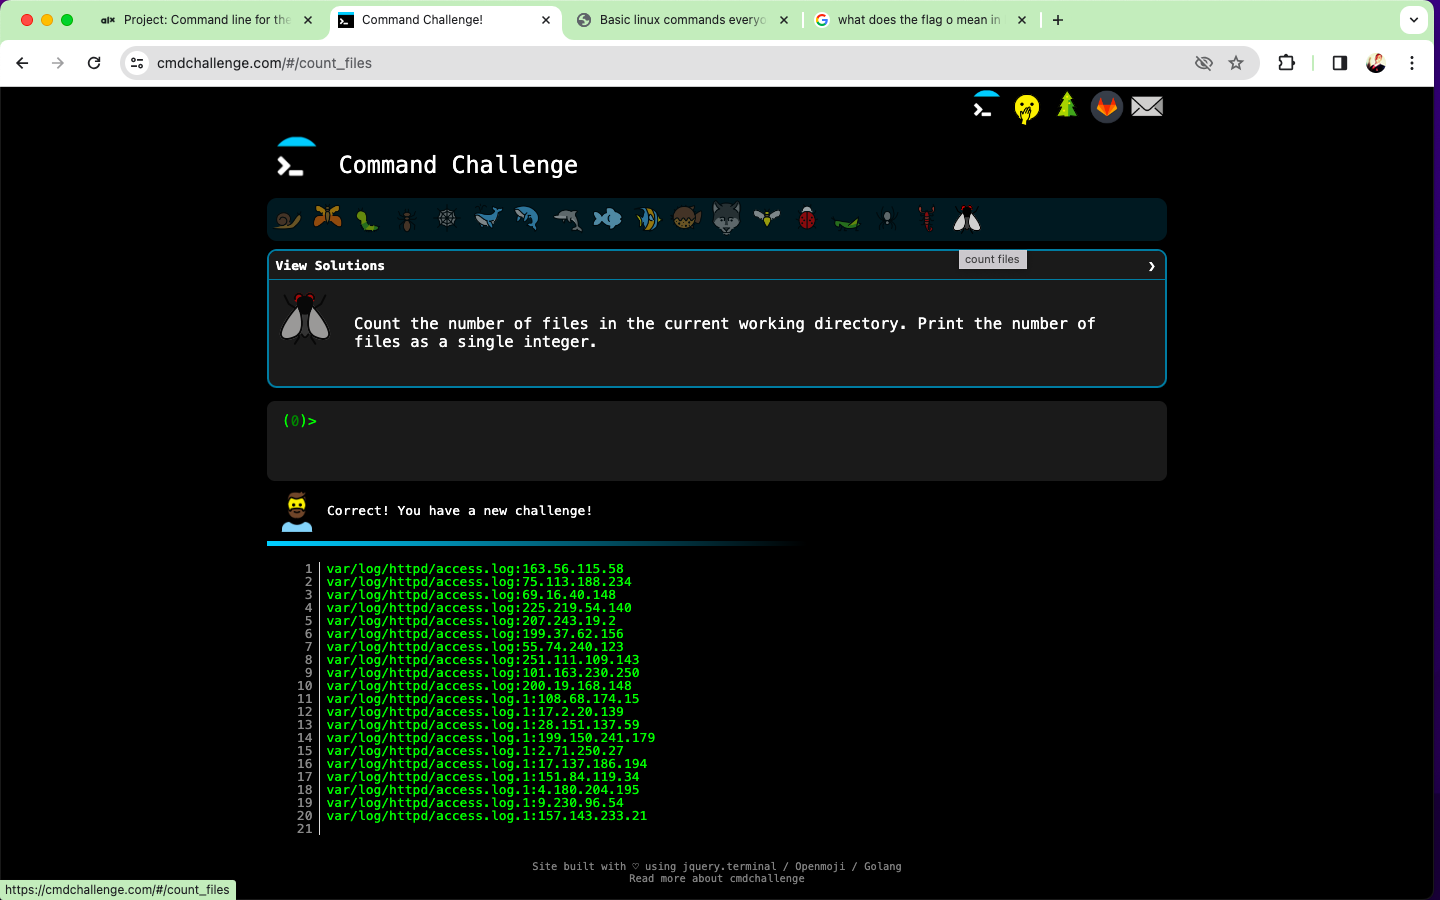 alx Project: Command line for the
Command Challenge!
Basic linux commands everyo
what does the flag o mean in
cmdchallenge.com/#/count_files
Command Challenge
View Solutions
count files
Count the number of files in the current working directory. Print the number of
files as a single integer.
(0)>
Correct! You have a new challenge!
1 var/log/httpd/access.log:163.56.115.58
2 var/log/httpd/access.log:75.113.188.234
3 var/log/httpd/access.log:69.16.40.148
4 var/log/httpd/access.log:225.219.54.140
5 var/log/httpd/access.log:207.243.19.2
6 var/log/httpd/access.log:199.37.62.156
7 var/log/httpd/access.log:55.74.240.123
8 var/log/httpd/access.log:251.111.109.143
9 var/log/httpd/access.log:101.163.230.250
10 var/log/httpd/access.log:200.19.168.148
11 var/log/httpd/access.log.1:108.68.174.15
12 var/log/httpd/access.log.1:17.2.20.139
13 var/log/httpd/access.log.1:28.151.137.59
14 var/log/httpd/access.log.1:199.150.241.179
15 var/log/httpd/access.log.1:2.71.250.27
16 var/log/httpd/access.log.1:17.137.186.194
17 var/log/httpd/access.log.1:151.84.119.34
18 var/log/httpd/access.log.1:4.180.204.195
19 var/log/httpd/access.log.1:9.230.96.54
20 var/log/httpd/access.log.1:157.143.233.21
21
Site built with ♡ using jquery.terminal / Openmoji / Golang
Read more about cmdchallenge
https://cmdchallenge.com/#/count_files